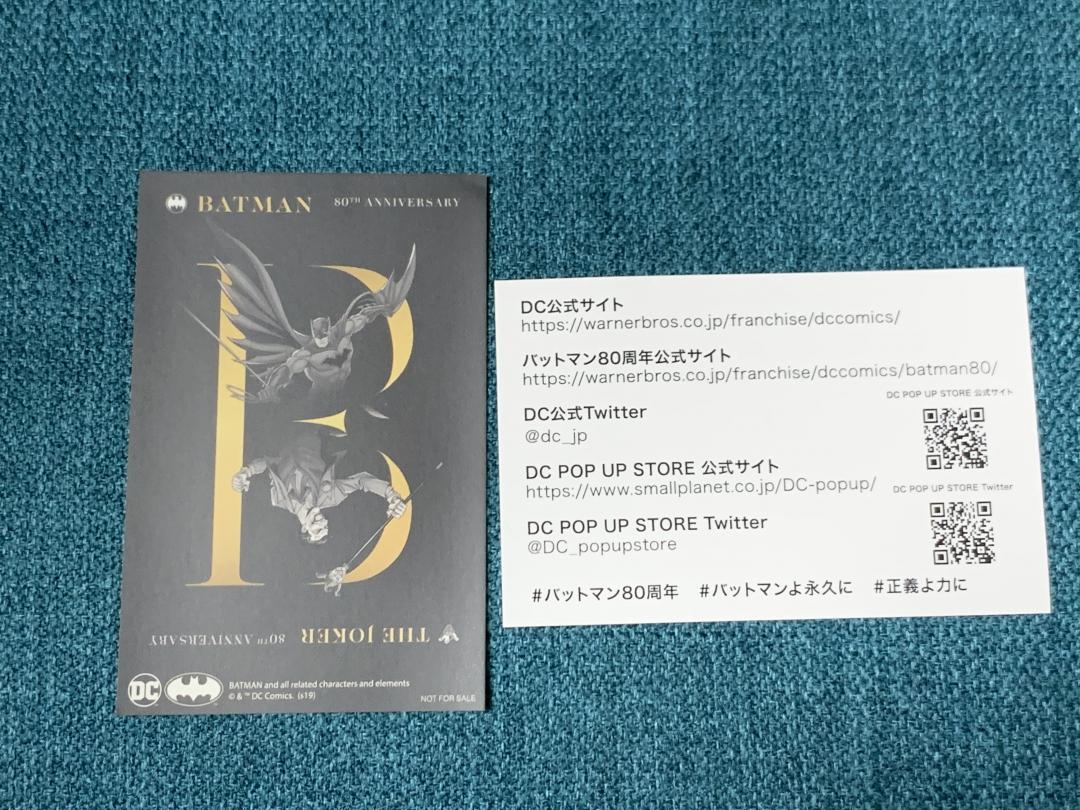 BATMAN 80TH ANNIVERSARY
B
THE JOKER 80TH ANNIVERSARY
DC
BATMAN and all related characters and elements
© & ™ DC Comics. (s19)
NOT FOR SALE
DC公式サイト
https://warnerbros.co.jp/franchise/dccomics/
バットマン80周年公式サイト
https://warnerbros.co.jp/franchise/dccomics/batman80/
DC POP UP STORE 公式サイト
DC公式Twitter
@dc_jp
DC POP UP STORE 公式サイト
https://www.smallplanet.co.jp/DC-popup/
DC POP UP STORE Twitter
DC POP UP STORE Twitter
@DC_popupstore
#バットマン80周年 #バットマンよ永久に #正義よ力に